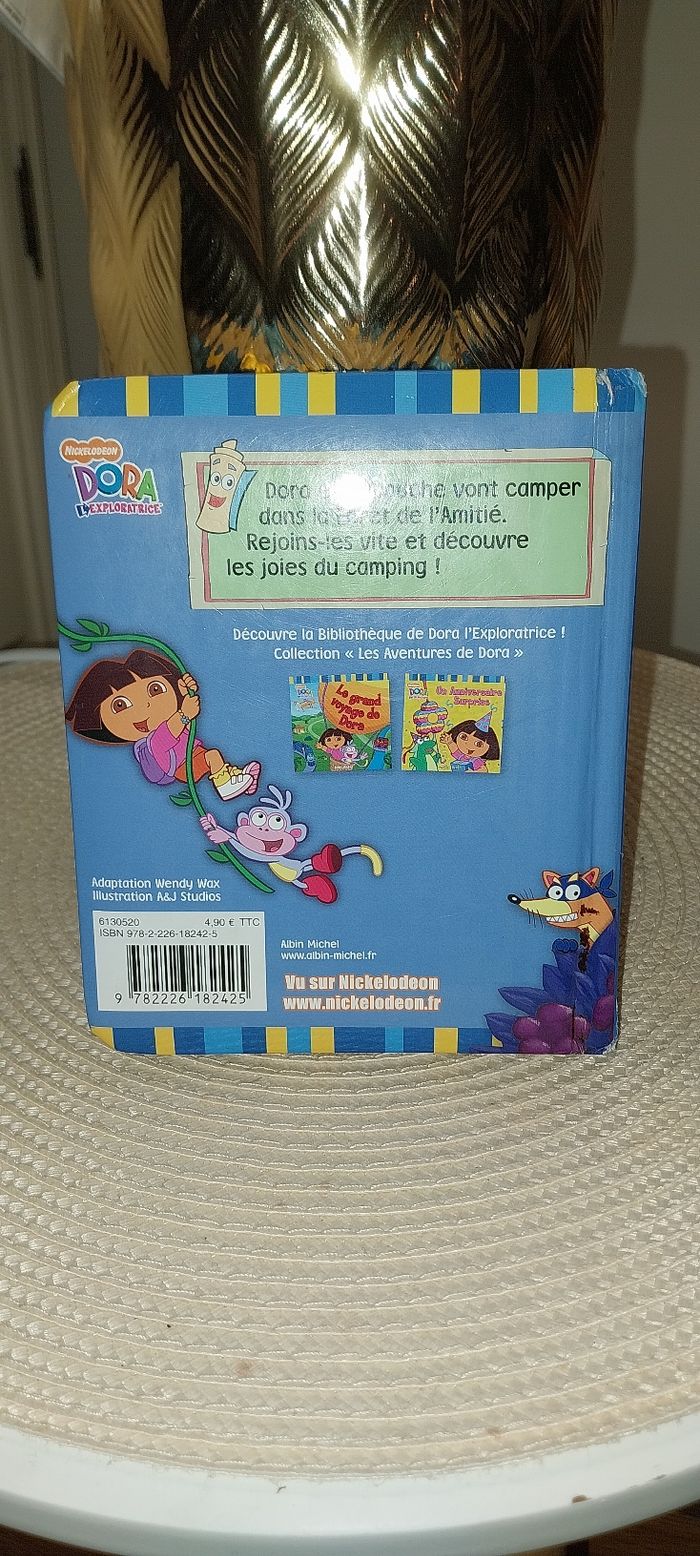 NICKELODEON
DORA
L'EXPLORATRICE
Dora et Babouche vont camper
dans la forêt de l'Amitié.
Rejoins-les vite et découvre
les joies du camping !
Découvre la Bibliothèque de Dora l'Exploratrice !
Collection « Les Aventures de Dora »
Le grand
voyage de
Dora
Un Anniversaire
Surprise
Adaptation Wendy Wax
Illustration A&J Studios
6130520 4,90 € TTC
ISBN 978-2-226-18242-5
9 782226 182425
Albin Michel
www.albin-michel.fr
Vu sur Nickelodeon
www.nickelodeon.fr